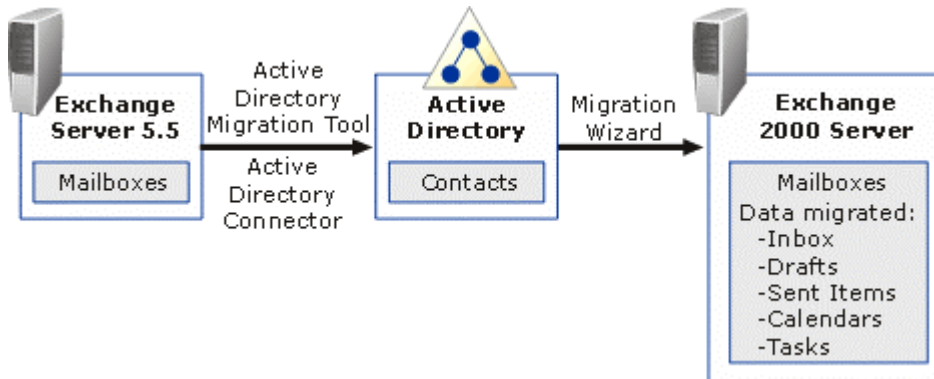 Exchange
Server 5.5
Mailboxes
Active
Directory
Migration Tool
Active
Directory
Connector
Active
Directory
Contacts
Migration
Wizard
Exchange
2000 Server
Mailboxes
Data migrated:
-Inbox
-Drafts
-Sent Items
-Calendars
-Tasks